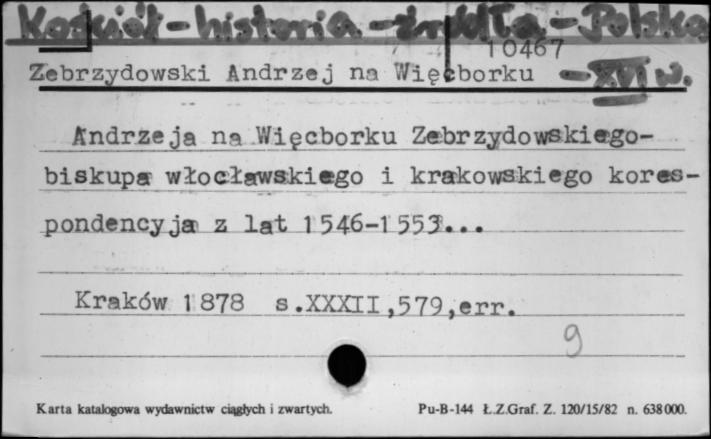 Kościół - historia - źródła - Polska
10467
Zebrzydowski Andrzej na Więcborku - XVI w.
Andrzeja na Więcborku Zebrzydowskiego-
biskupa włocławskiego i krakowskiego kores-
pondencyja z lat 1546-1553...
Kraków 1878 s.XXXII,579,err.
9
Karta katalogowa wydawnictw ciągłych i zwartych. Pu-B-144 Ł.Z.Graf. Z. 120/15/82 n. 638000.